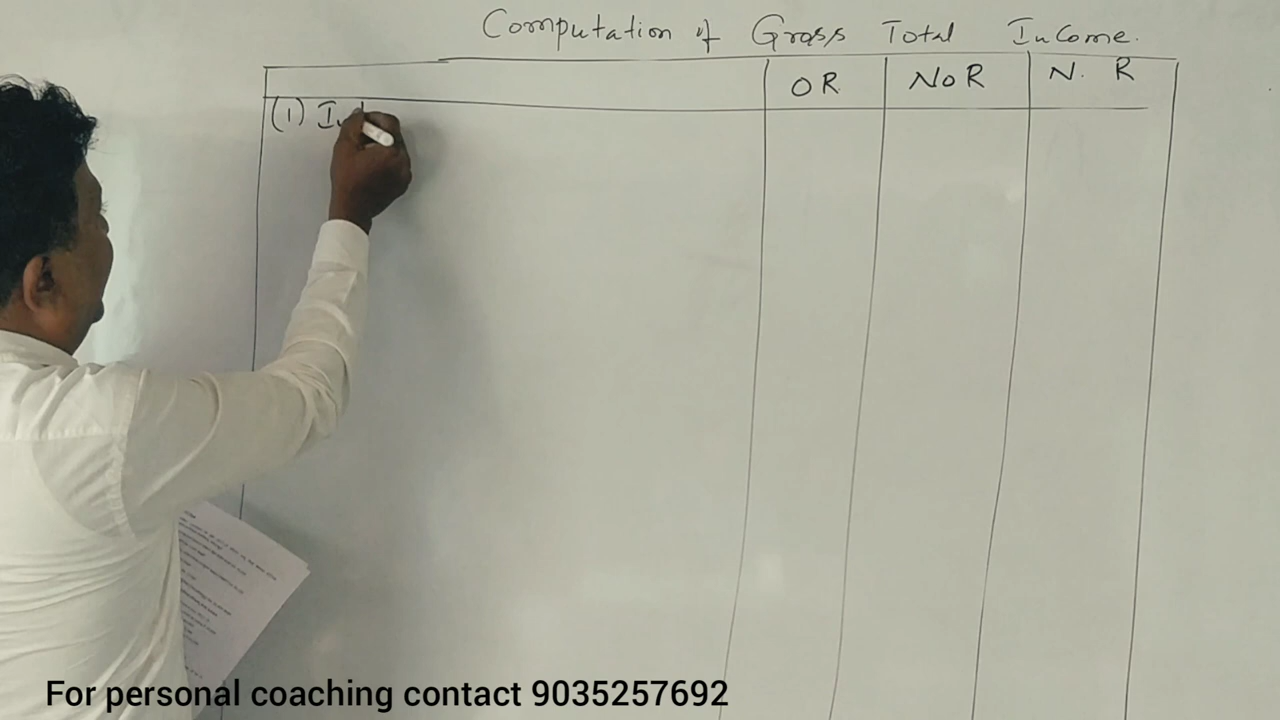 Computation of Gross Total Income.
OR NOR N. R
(1)
For personal coaching contact 9035257692